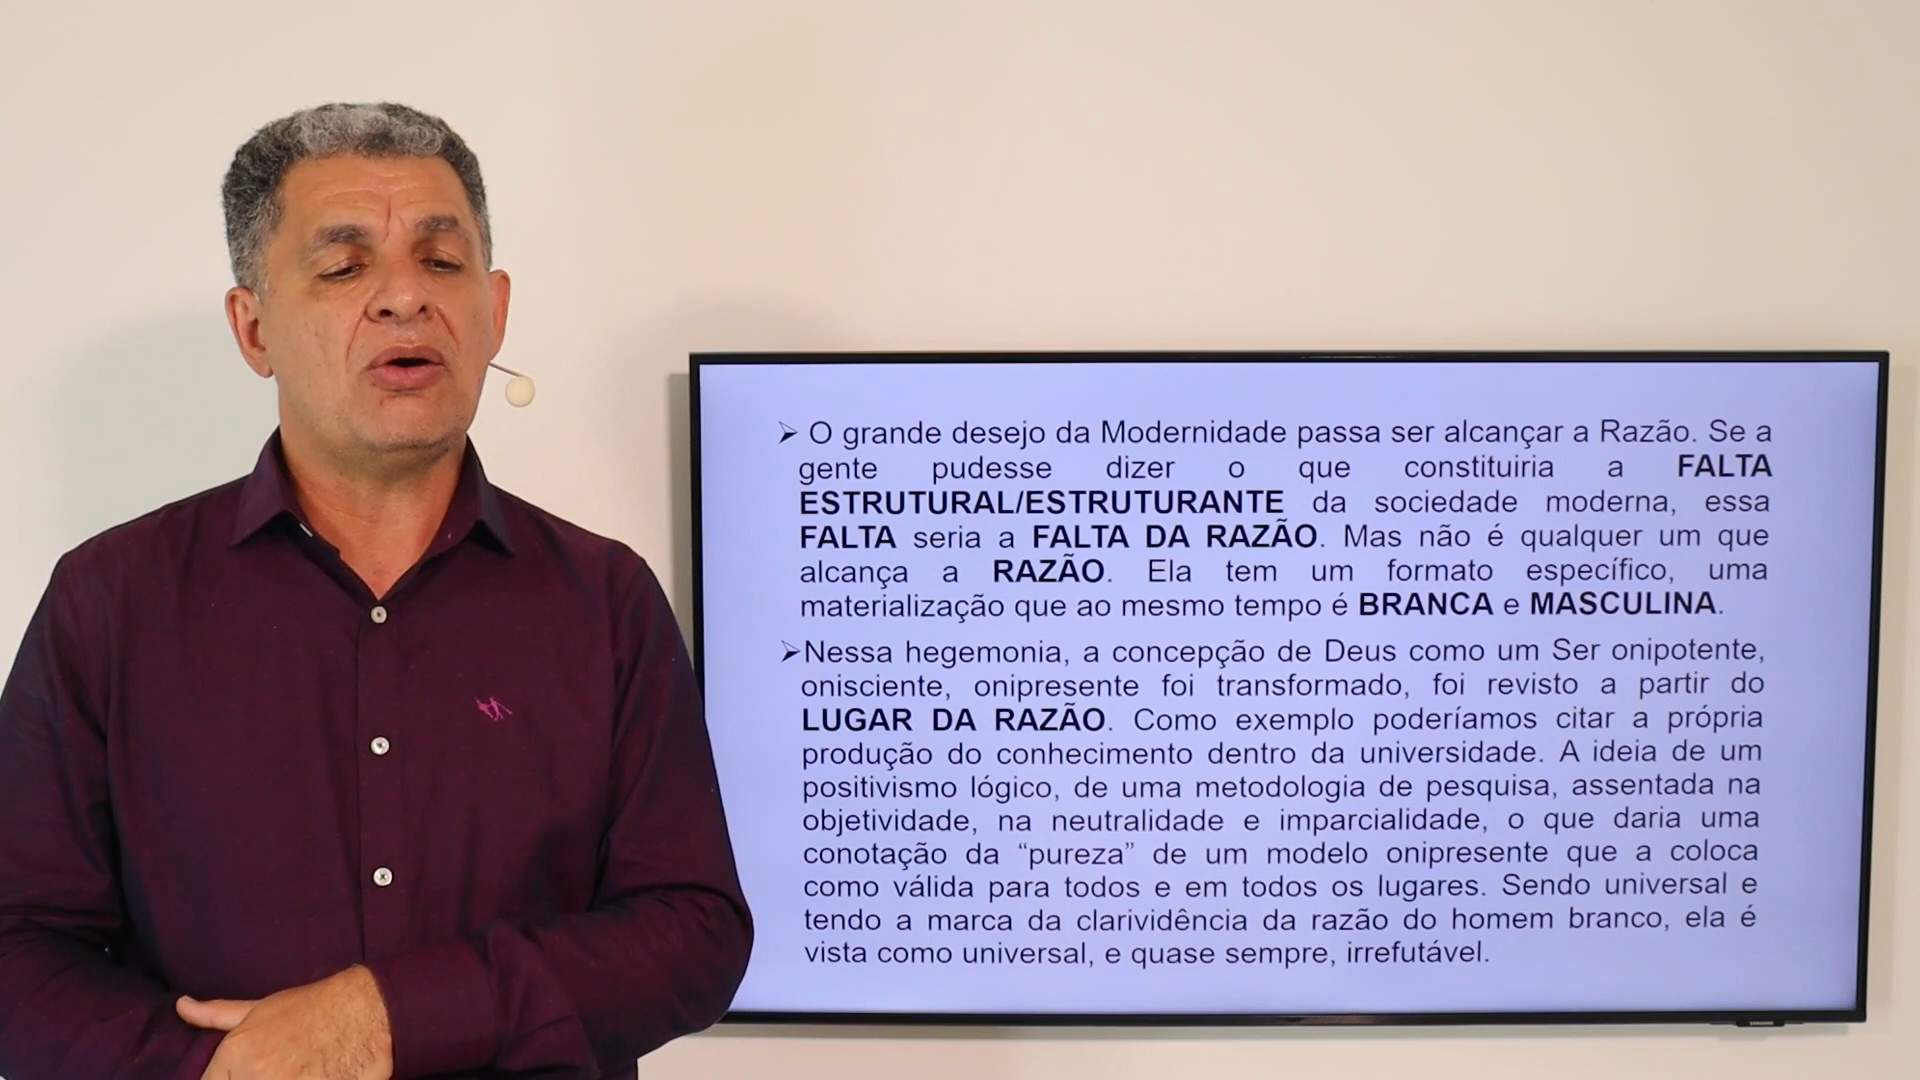 ➢ O grande desejo da Modernidade passa ser alcançar a Razão. Se a
gente pudesse dizer o que constituiria a FALTA
ESTRUTURAL/ESTRUTURANTE da sociedade moderna, essa
FALTA seria a FALTA DA RAZÃO. Mas não é qualquer um que
alcança a RAZÃO. Ela tem um formato específico, uma
materialização que ao mesmo tempo é BRANCA e MASCULINA.
➢Nessa hegemonia, a concepção de Deus como um Ser onipotente,
onisciente, onipresente foi transformado, foi revisto a partir do
LUGAR DA RAZÃO. Como exemplo poderíamos citar a própria
produção do conhecimento dentro da universidade. A ideia de um
positivismo lógico, de uma metodologia de pesquisa, assentada na
objetividade, na neutralidade e imparcialidade, o que daria uma
conotação da “pureza” de um modelo onipresente que a coloca
como válida para todos e em todos os lugares. Sendo universal e
tendo a marca da clarividência da razão do homem branco, ela é
vista como universal, e quase sempre, irrefutável.